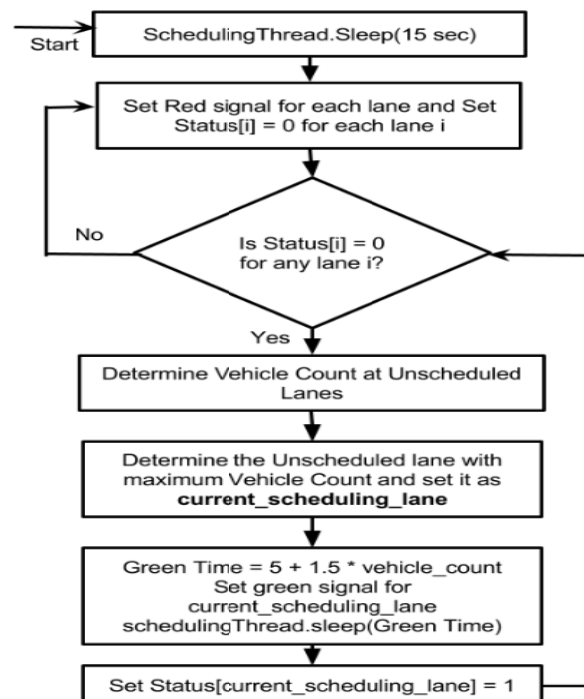 Start
SchedulingThread.Sleep(15 sec)
Set Red signal for each lane and Set
Status[i] = 0 for each lane i
No
Is Status[i] = 0
for any lane i?
Yes
Determine Vehicle Count at Unscheduled
Lanes
Determine the Unscheduled lane with
maximum Vehicle Count and set it as
current_scheduling_lane
Green Time = 5 + 1.5 * vehicle_count
Set green signal for
current_scheduling_lane
schedulingThread.sleep(Green Time)
Set Status[current_scheduling_lane] = 1